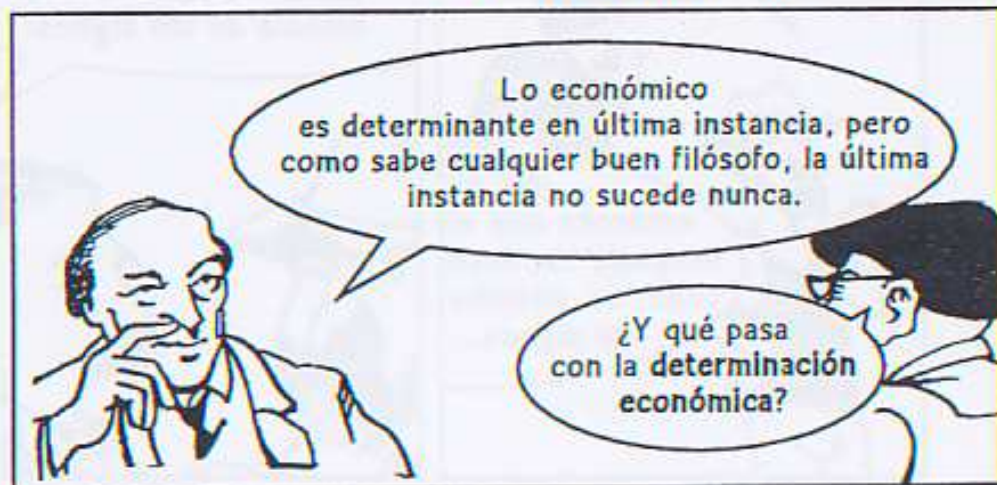 Lo económico
es determinante en última instancia, pero
como sabe cualquier buen filósofo, la última
instancia no sucede nunca.
¿Y qué pasa
con la determinación
económica?